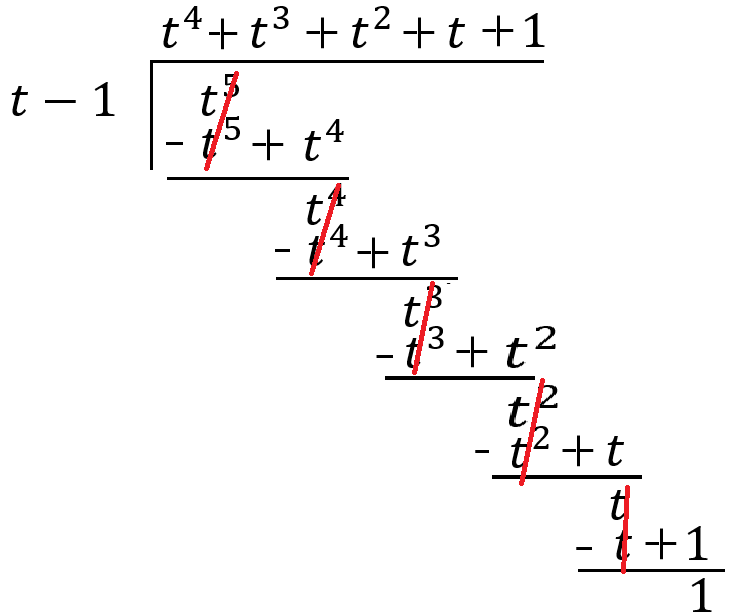 t⁴ + t³ + t² + t + 1
t − 1
t⁵
- t⁵ + t⁴
t⁴
- t⁴ + t³
t³
- t³ + t²
t²
- t² + t
t
- t + 1
1